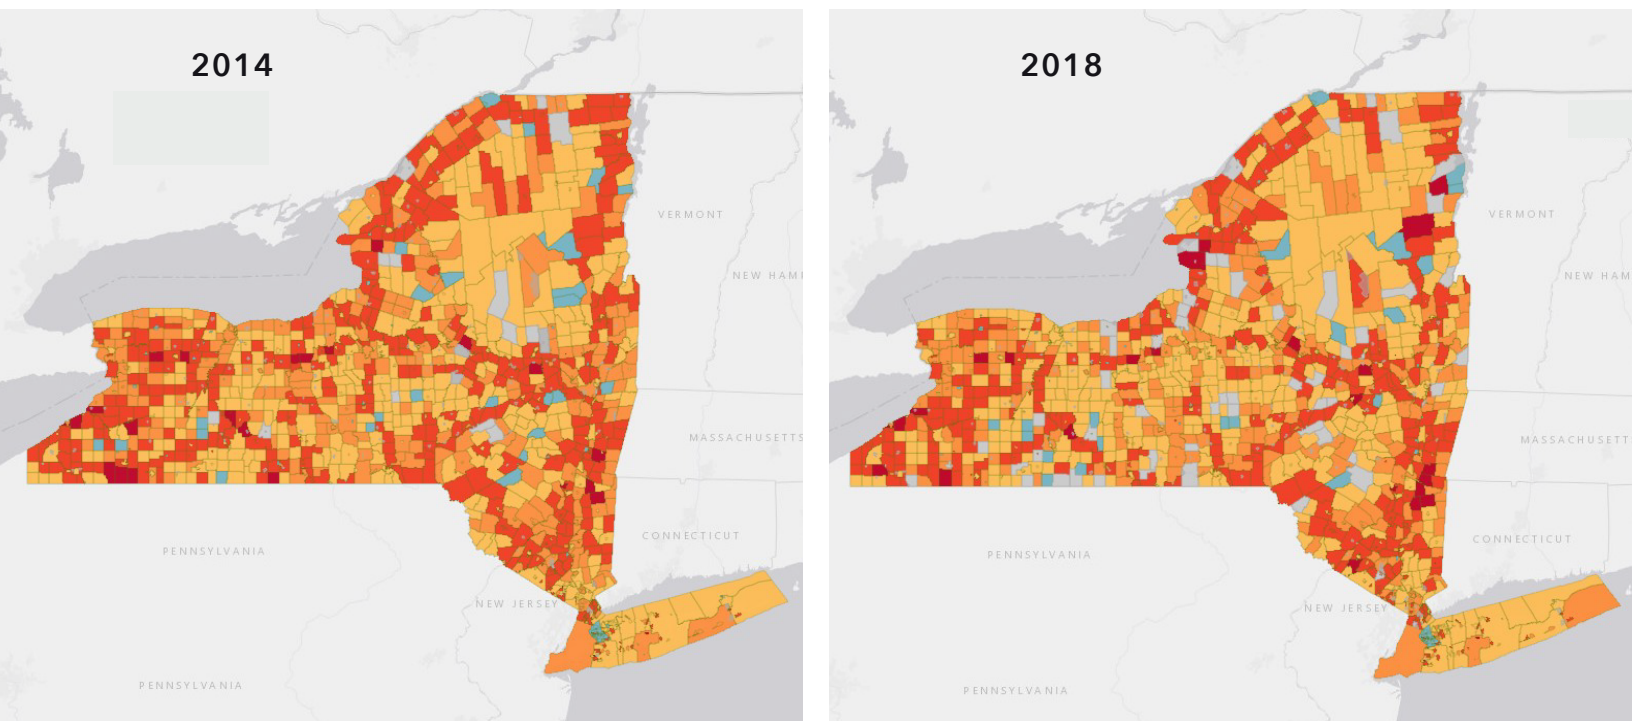 2014
VERMONT
NEW HAM
MASSACHUSETTS
CONNECTICUT
PENNSYLVANIA
NEW JERSEY
PENNSYLVANIA
2018
VERMONT
NEW HAM
MASSACHUSETT
CONNECTICUT
PENNSYLVANIA
NEW JERSEY
PENNSYLVANIA